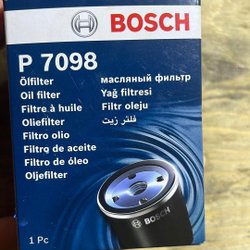 BOSCH
P 7098
Ölfilter
Oil filter
Filtre à huile
Oliefilter
Filtro olio
Filtro de aceite
Filtro de óleo
Oljefilter
масляный фильтр
Yağ filtresi
Filtr oleju
فلتر زيت
BOSCH
1 Pc